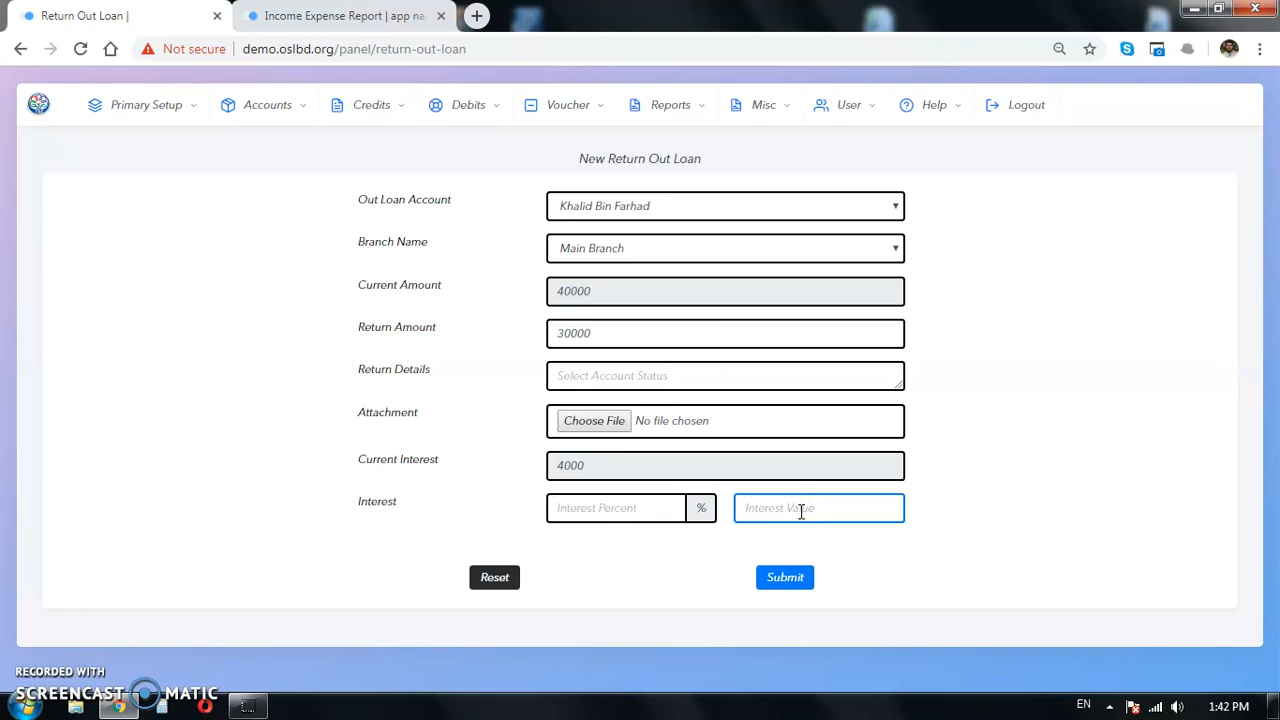 Return Out Loan |
Income Expense Report | app na
Not secure demo.oslbd.org/panel/return-out-loan
Primary Setup Accounts Credits Debits Voucher Reports Misc User Help Logout
New Return Out Loan
Out Loan Account Khalid Bin Farhad
Branch Name Main Branch
Current Amount 40000
Return Amount 30000
Return Details Select Account Status
Attachment Choose File No file chosen
Current Interest 4000
Interest Interest Percent % Interest Value
Reset Submit
RECORDED WITH
SCREENCAST MATIC
EN 1:42 PM